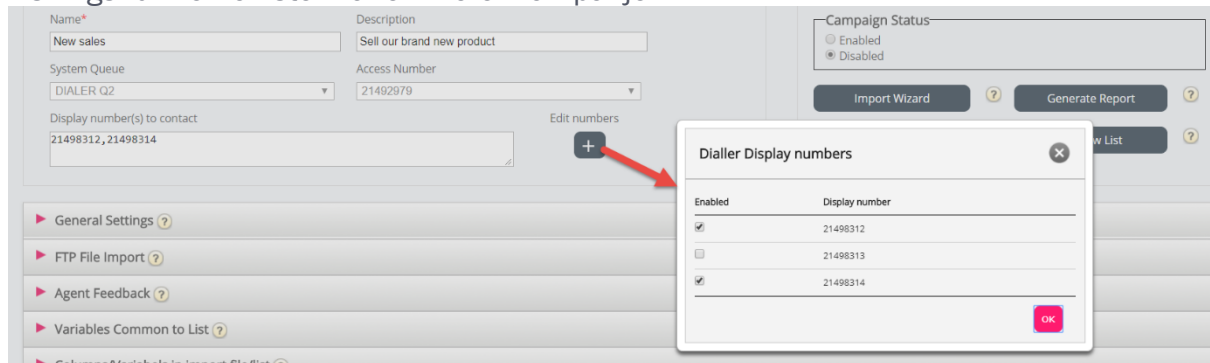 Name*
Description
New sales
Sell our brand new product
System Queue
Access Number
DIALER Q2
21492979
Display number(s) to contact
Edit numbers
21498312,21498314
+
Campaign Status
Enabled
Disabled
Import Wizard
?
Generate Report
?
List
?
Dialler Display numbers
Enabled
Display number
21498312
21498313
21498314
OK
General Settings ?
FTP File Import ?
Agent Feedback ?
Variables Common to List ?